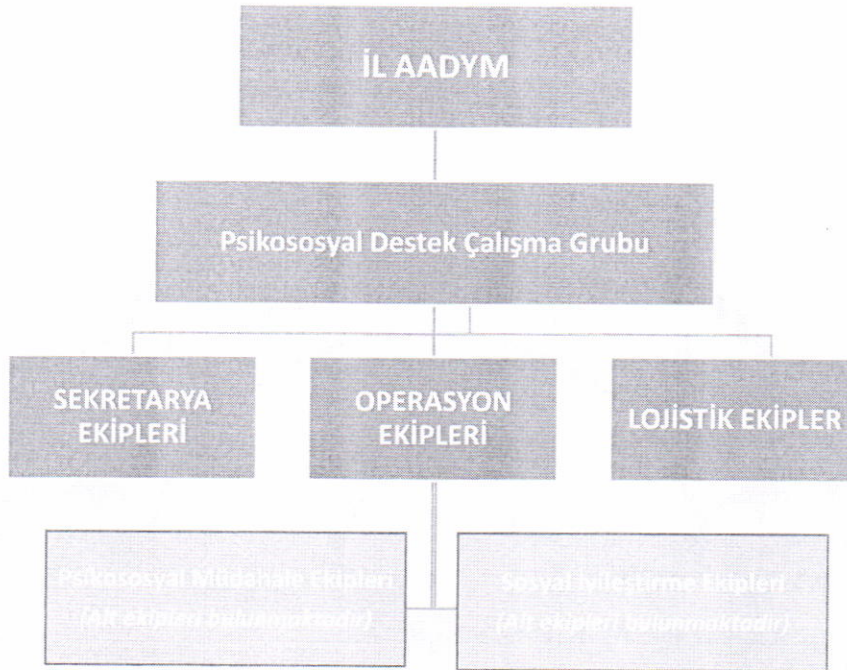 İL AADYM
Psikososyal Destek Çalışma Grubu
SEKRETARYA
EKİPLERİ
OPERASYON
EKİPLERİ
LOJİSTİK EKİPLER
Psikososyal Müdahale Ekipleri
(Alt ekipleri bulunmaktadır)
Sosyal İyileştirme Ekipleri
(Alt ekipleri bulunmaktadır)